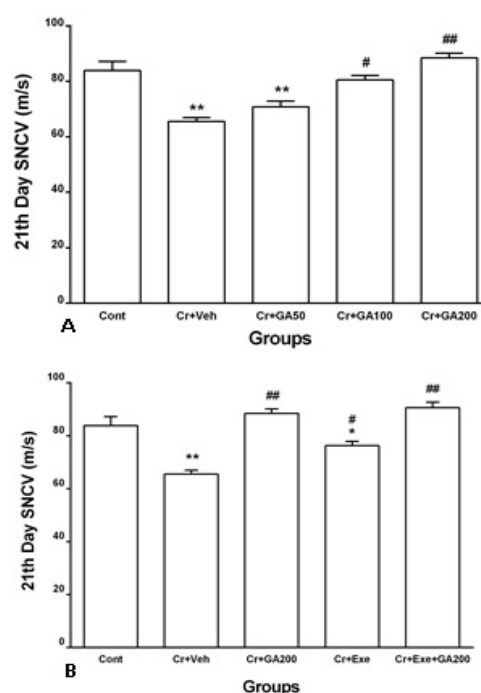 21th Day SNCV (m/s)
100
80
60
40
20
0
**
**
#
##
Cont Cr+Veh Cr+GA50 Cr+GA100 Cr+GA200
A
Groups
21th Day SNCV (m/s)
100
80
60
40
20
0
**
##
#
*
##
Cont Cr+Veh Cr+GA200 Cr+Exe Cr+Exe+GA200
B
Groups